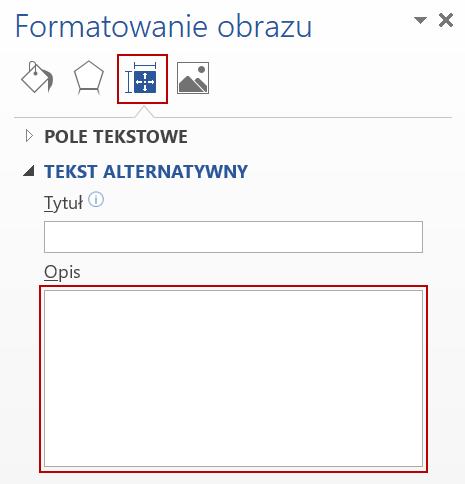 Formatowanie obrazu
POLE TEKSTOWE
TEKST ALTERNATYWNY
Tytuł
Opis